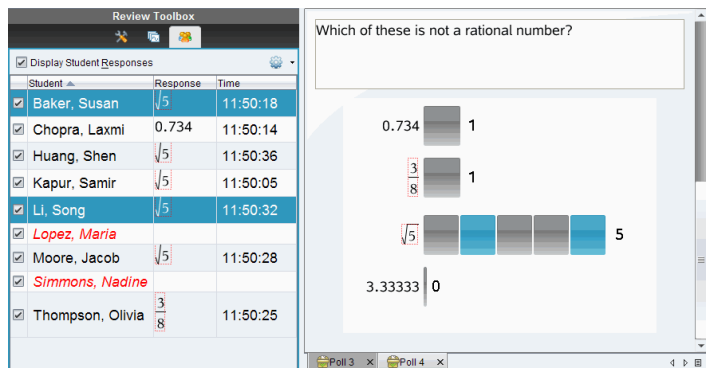 Review Toolbox
Display Student Responses
Student Response Time
Baker, Susan √5 11:50:18
Chopra, Laxmi 0.734 11:50:14
Huang, Shen √5 11:50:36
Kapur, Samir √5 11:50:05
Li, Song √5 11:50:32
Lopez, Maria
Moore, Jacob √5 11:50:28
Simmons, Nadine
Thompson, Olivia 3/8 11:50:25
Which of these is not a rational number?
0.734 1
3/8 1
√5 5
3.33333 0
Poll 3 × Poll 4 ×